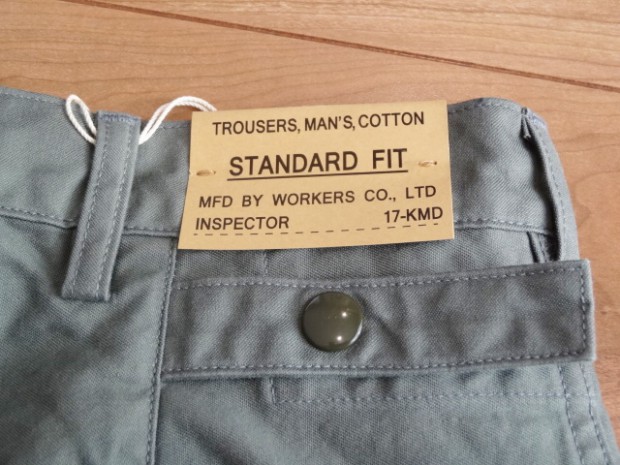 TROUSERS, MAN'S, COTTON
STANDARD FIT
MFD BY WORKERS CO., LTD
INSPECTOR 17-KMD